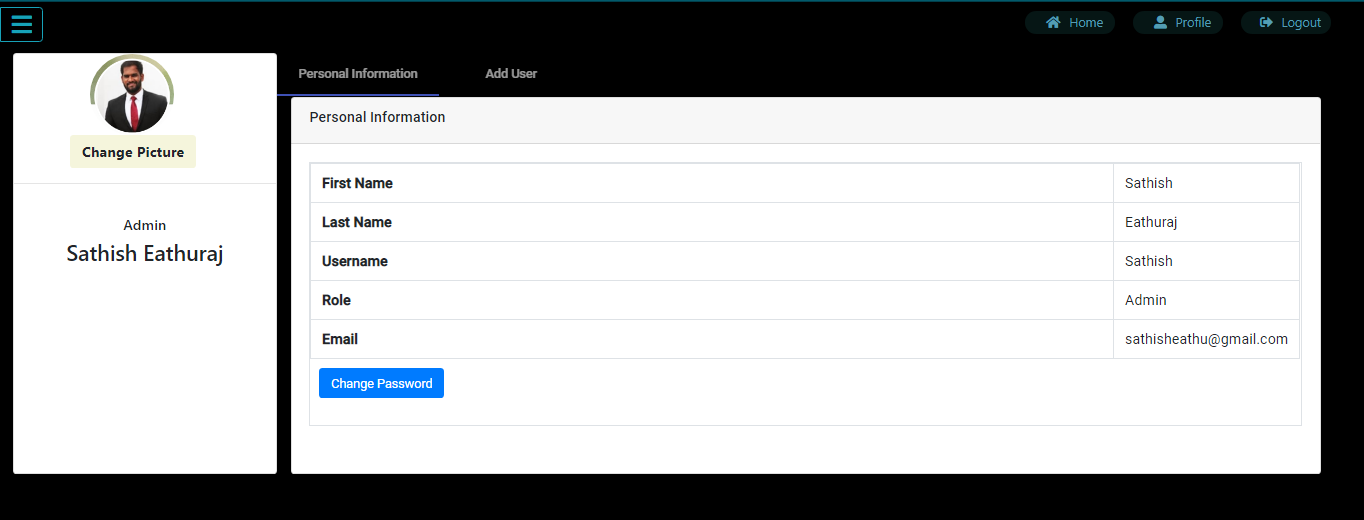 Home Profile Logout
Change Picture
Admin
Sathish Eathuraj
Personal Information Add User
Personal Information
First Name Sathish
Last Name Eathuraj
Username Sathish
Role Admin
Email sathisheathu@gmail.com
Change Password